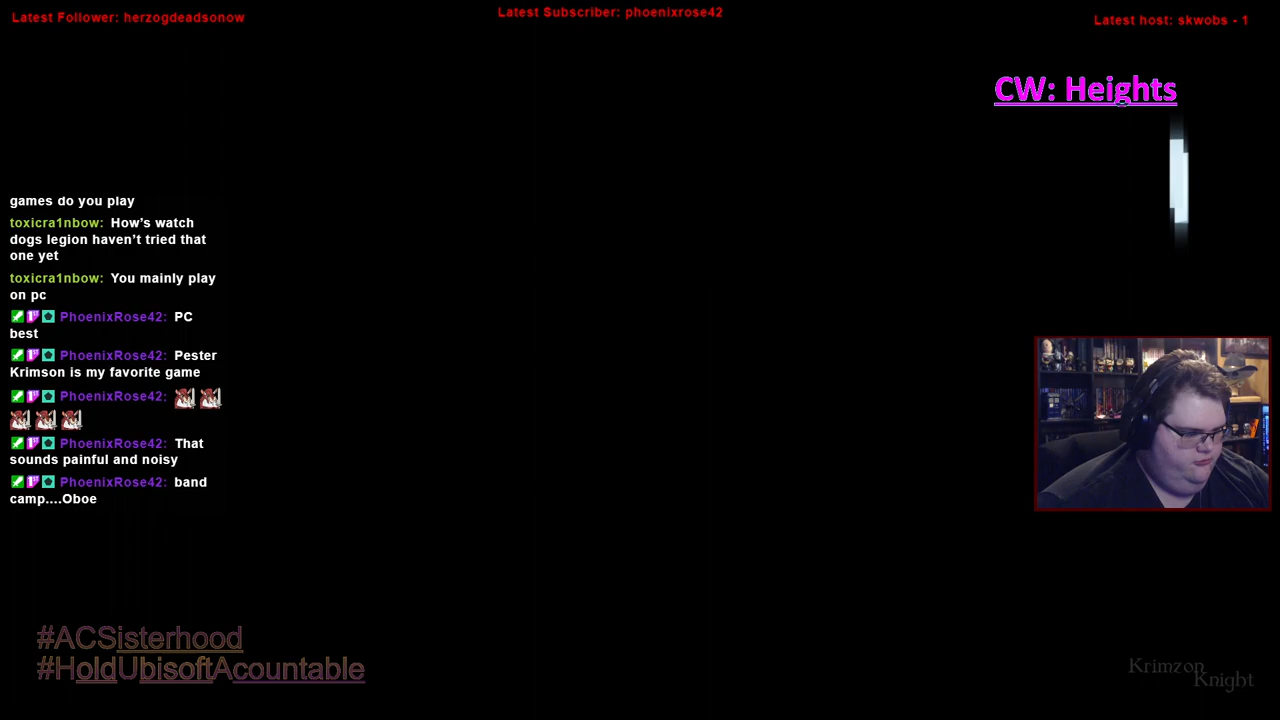 Latest Follower: herzogdeadsonow
Latest Subscriber: phoenixrose42
Latest host: skwobs - 1
CW: Heights
games do you play
toxicra1nbow: How's watch
dogs legion haven't tried that
one yet
toxicra1nbow: You mainly play
on pc
PhoenixRose42: PC
best
PhoenixRose42: Pester
Krimson is my favorite game
PhoenixRose42:
PhoenixRose42: That
sounds painful and noisy
PhoenixRose42: band
camp....Oboe
#ACSisterhood
#HoldUbisoftAcountable
Krimzon
Knight